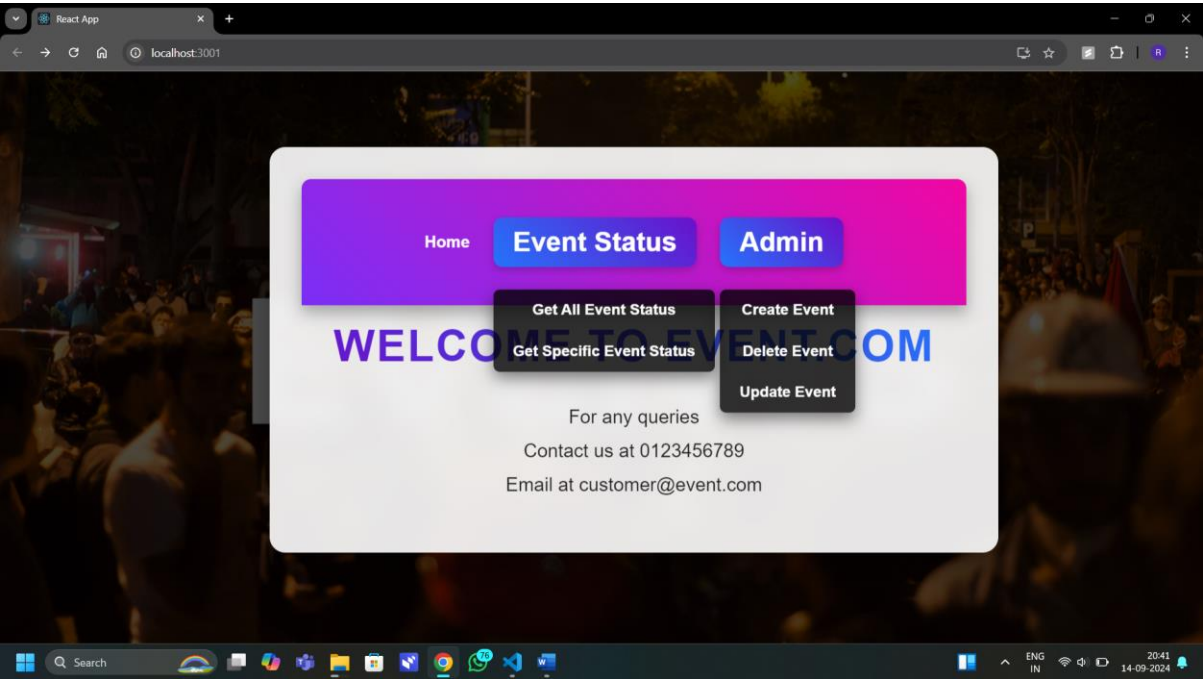 React App
localhost:3001
R
Home
Event Status
Admin
Get All Event Status
Create Event
WELCOME TO EVENT.COM
Get Specific Event Status
Delete Event
Update Event
For any queries
Contact us at 0123456789
Email at customer@event.com
Search
76
ENG
IN
20:41
14-09-2024